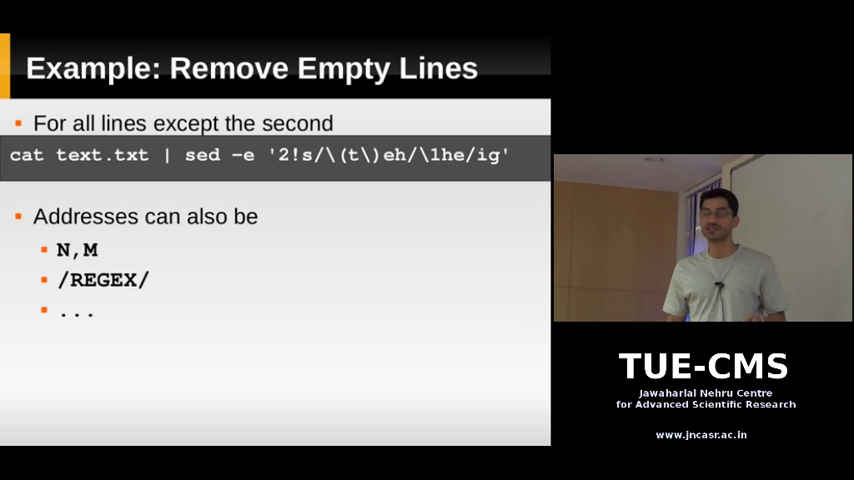 Example: Remove Empty Lines
For all lines except the second
cat text.txt | sed –e '2!s/\(t\)eh/\1he/ig'
Addresses can also be
N,M
/REGEX/
...
TUE-CMS
Jawaharlal Nehru Centre
for Advanced Scientific Research
www.jncasr.ac.in